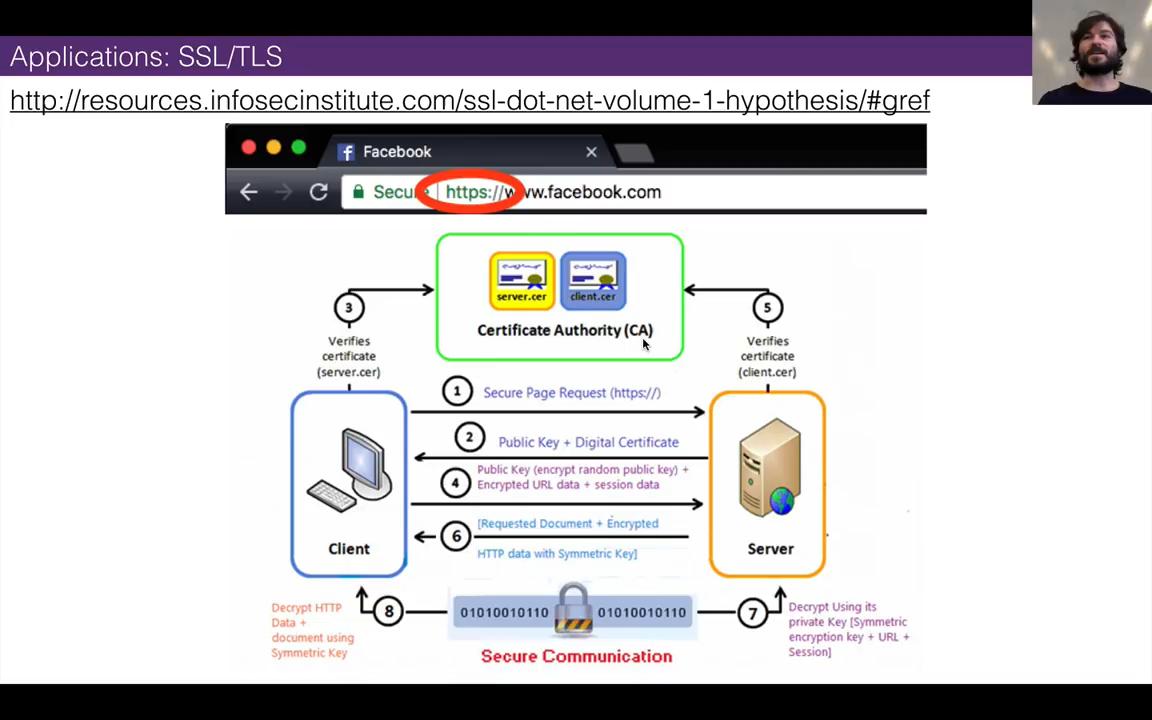 Applications: SSL/TLS
http://resources.infosecinstitute.com/ssl-dot-net-volume-1-hypothesis/#gref
Facebook
Secure https://www.facebook.com
server.cer
client.cer
Certificate Authority (CA)
3
Verifies
certificate
(server.cer)
5
Verifies
certificate
(client.cer)
1 Secure Page Request (https://)
2 Public Key + Digital Certificate
4 Public Key (encrypt random public key) +
Encrypted URL data + session data
6 [Requested Document + Encrypted
HTTP data with Symmetric Key]
Client
Server
8
Decrypt HTTP
Data +
document using
Symmetric Key
01010010110 01010010110
7
Decrypt Using its
private Key [Symmetric
encryption key + URL +
Session]
Secure Communication